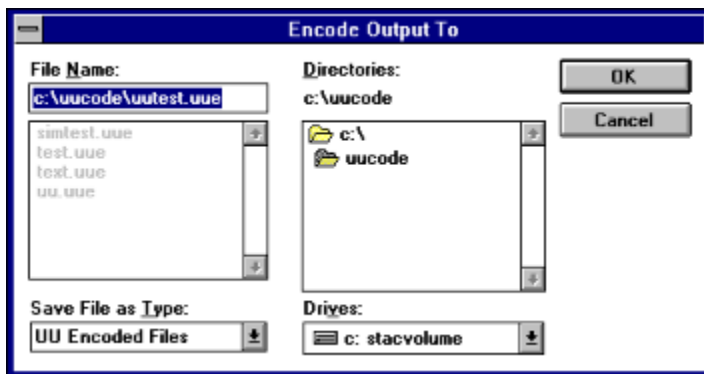 Encode Output To
File Name:
c:\uucode\uutest.uue
simtest.uue
test.uue
text.uue
uu.uue
Save File as Type:
UU Encoded Files
Directories:
c:\uucode
c:\
uucode
Drives:
c: stacvolume
OK
Cancel